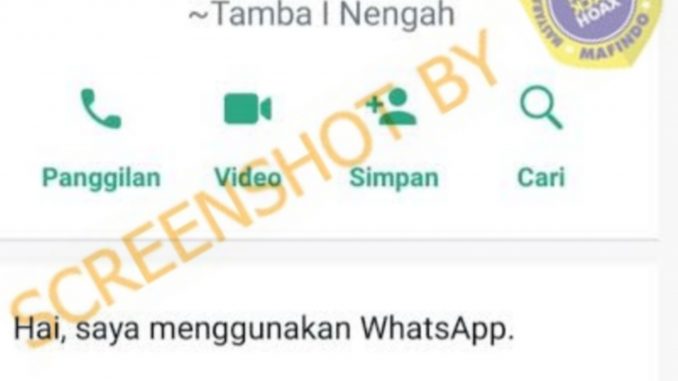 ~Tamba I Nengah
HOAX
MAFINDO
Panggilan
Video
Simpan
Cari
SCREENSHOT BY
Hai, saya menggunakan WhatsApp.